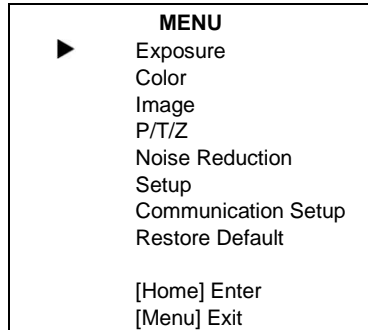 MENU
Exposure
Color
Image
P/T/Z
Noise Reduction
Setup
Communication Setup
Restore Default
[Home] Enter
[Menu] Exit